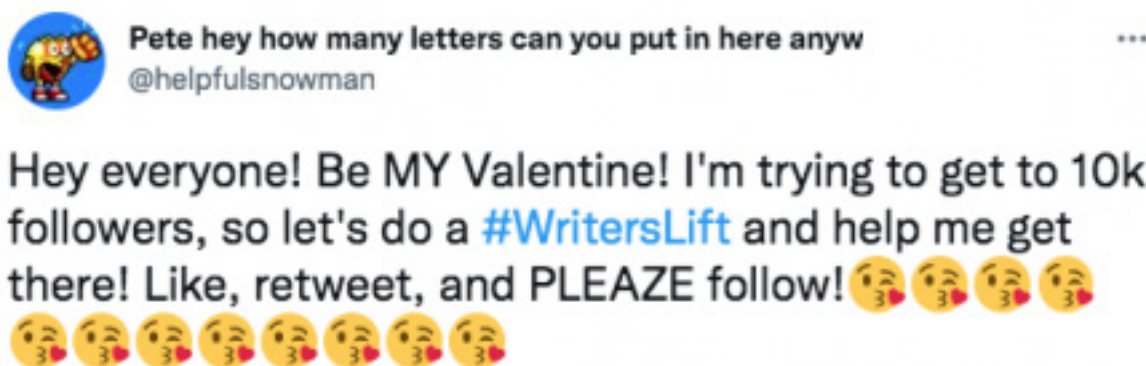 Pete hey how many letters can you put in here anyw
@helpfulsnowman
Hey everyone! Be MY Valentine! I'm trying to get to 10k
followers, so let's do a #WritersLift and help me get
there! Like, retweet, and PLEAZE follow!😘😘😘😘
😘😘😘😘😘😘😘😘